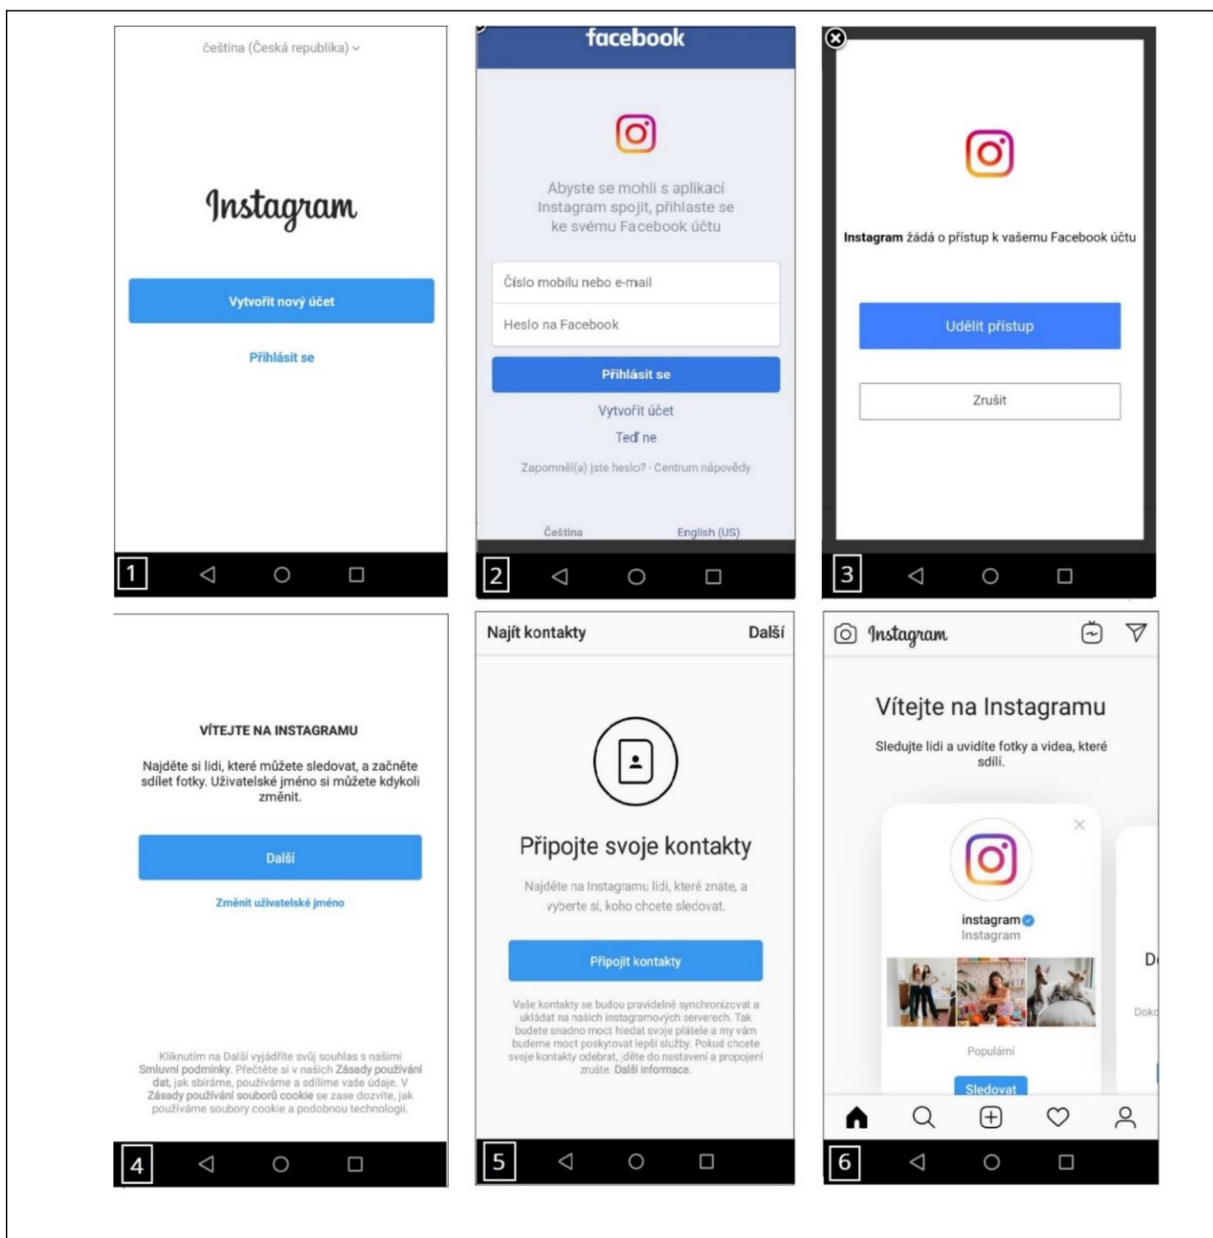 čeština (Česká republika)
Instagram
Vytvořit nový účet
Přihlásit se
1
facebook
Abyste se mohli s aplikací
Instagram spojit, přihlaste se
ke svému Facebook účtu
Číslo mobilu nebo e-mail
Heslo na Facebook
Přihlásit se
Vytvořit účet
Teď ne
Zapomněl(a) jste heslo? · Centrum nápovědy
Čeština English (US)
2
Instagram žádá o přístup k vašemu Facebook účtu
Udělit přístup
Zrušit
3
VÍTEJTE NA INSTAGRAMU
Najděte si lidi, které můžete sledovat, a začněte
sdílet fotky. Uživatelské jméno si můžete kdykoli
změnit.
Další
Změnit uživatelské jméno
Kliknutím na Další vyjádříte svůj souhlas s našimi
Smluvní podmínky. Přečtěte si v našich Zásady používání
dat, jak sbíráme, používáme a sdílíme vaše údaje. V
Zásady používání souborů cookie se zase dozvíte, jak
používáme soubory cookie a podobnou technologii.
4
Najít kontakty Další
Připojte svoje kontakty
Najděte na Instagramu lidi, které znáte, a
vyberte si, koho chcete sledovat.
Připojit kontakty
Vaše kontakty se budou pravidelně synchronizovat a
ukládat na našich instagramových serverech. Tak
budete snadno moct hledat svoje přátele a my vám
budeme moct poskytovat lepší služby. Pokud chcete
svoje kontakty odebrat, jděte do nastavení a propojení
zrušte. Další informace.
5
Instagram
Vítejte na Instagramu
Sledujte lidi a uvidíte fotky a videa, které
sdílí.
instagram
Instagram
Populární
Sledovat
Do
Doko
6